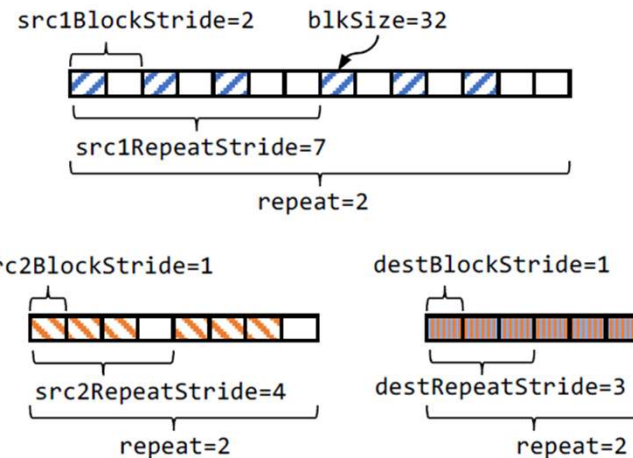 src1BlockStride=2
blkSize=32
src1RepeatStride=7
repeat=2
rc2BlockStride=1
destBlockStride=1
src2RepeatStride=4
destRepeatStride=3
repeat=2
repeat=2